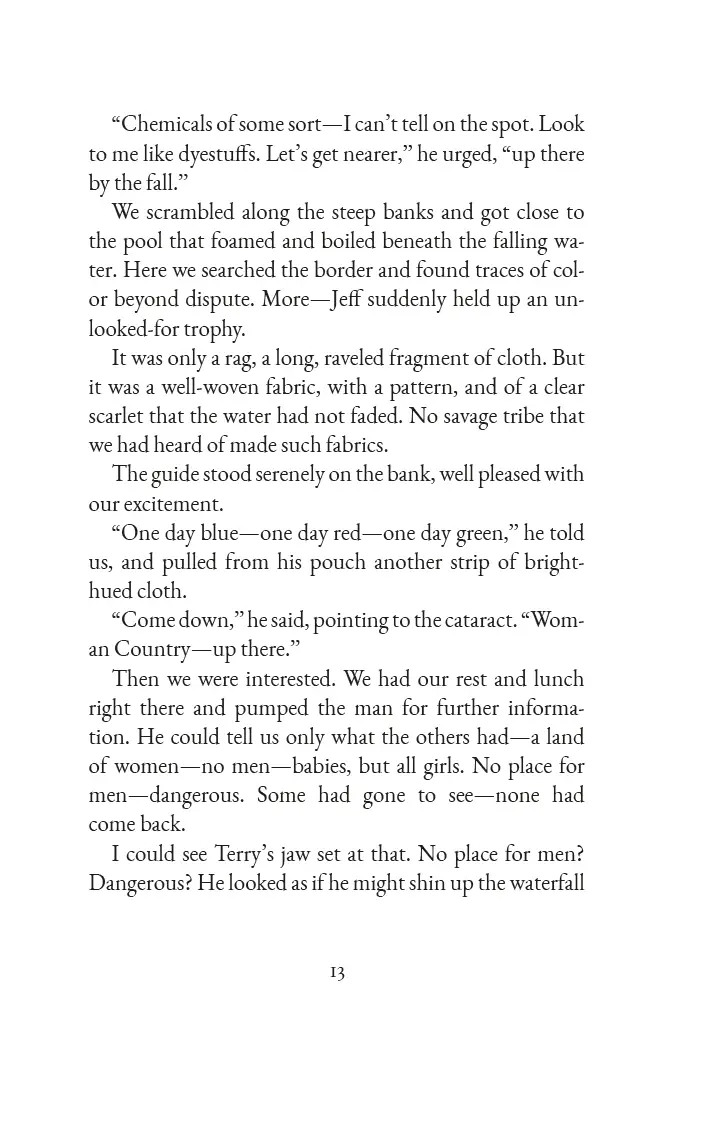 “Chemicals of some sort—I can’t tell on the spot. Look
to me like dyestuffs. Let’s get nearer,” he urged, “up there
by the fall.”
We scrambled along the steep banks and got close to
the pool that foamed and boiled beneath the falling wa-
ter. Here we searched the border and found traces of col-
or beyond dispute. More—Jeff suddenly held up an un-
looked-for trophy.
It was only a rag, a long, raveled fragment of cloth. But
it was a well-woven fabric, with a pattern, and of a clear
scarlet that the water had not faded. No savage tribe that
we had heard of made such fabrics.
The guide stood serenely on the bank, well pleased with
our excitement.
“One day blue—one day red—one day green,” he told
us, and pulled from his pouch another strip of bright-
hued cloth.
“Come down,” he said, pointing to the cataract. “Wom-
an Country—up there.”
Then we were interested. We had our rest and lunch
right there and pumped the man for further informa-
tion. He could tell us only what the others had—a land
of women—no men—babies, but all girls. No place for
men—dangerous. Some had gone to see—none had
come back.
I could see Terry’s jaw set at that. No place for men?
Dangerous? He looked as if he might shin up the waterfall
13